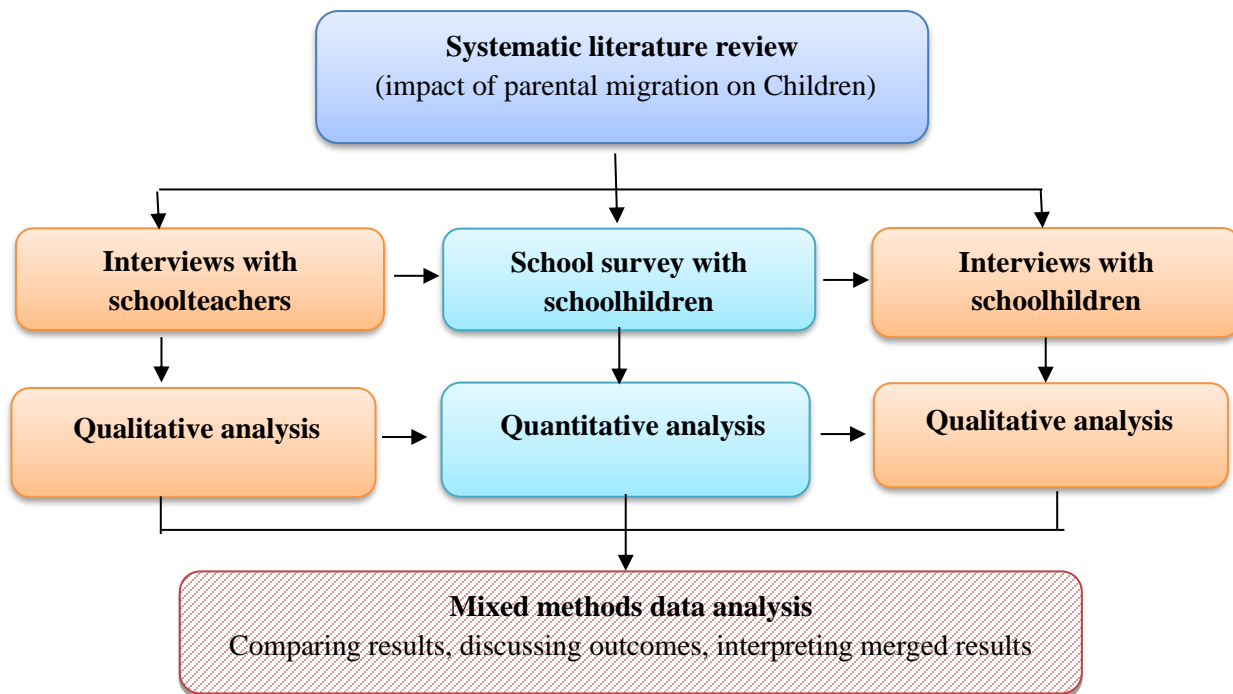 Systematic literature review
(impact of parental migration on Children)
Interviews with
schoolteachers
School survey with
schoolhildren
Interviews with
schoolhildren
Qualitative analysis
Quantitative analysis
Qualitative analysis
Mixed methods data analysis
Comparing results, discussing outcomes, interpreting merged results